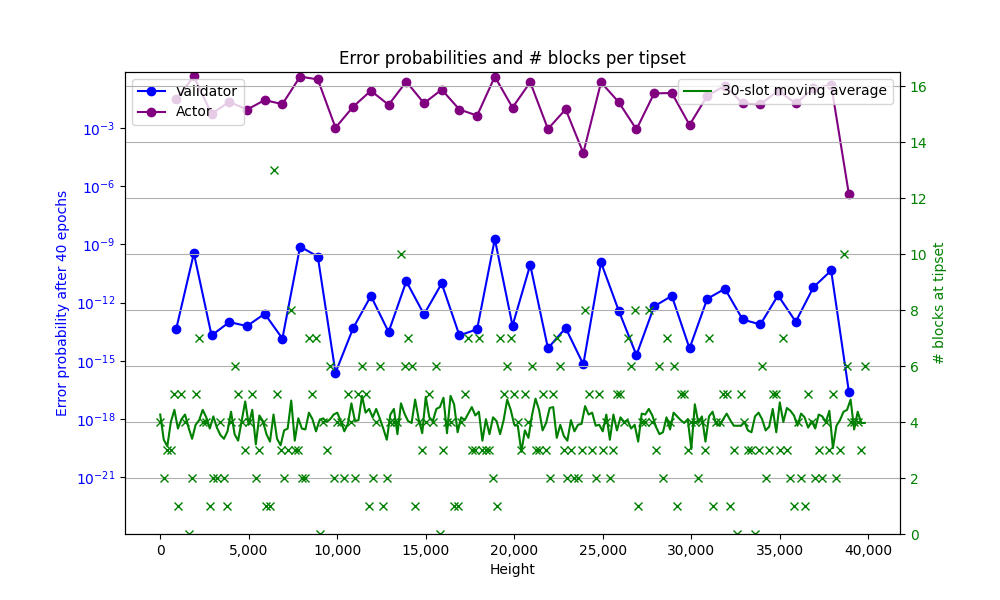 Error probabilities and # blocks per tipset
Validator
Actor
30-slot moving average
Error probability after 40 epochs
10⁻³
10⁻⁶
10⁻⁹
10⁻¹²
10⁻¹⁵
10⁻¹⁸
10⁻²¹
16
14
12
10
8
6
4
2
0
# blocks at tipset
0 5,000 10,000 15,000 20,000 25,000 30,000 35,000 40,000
Height